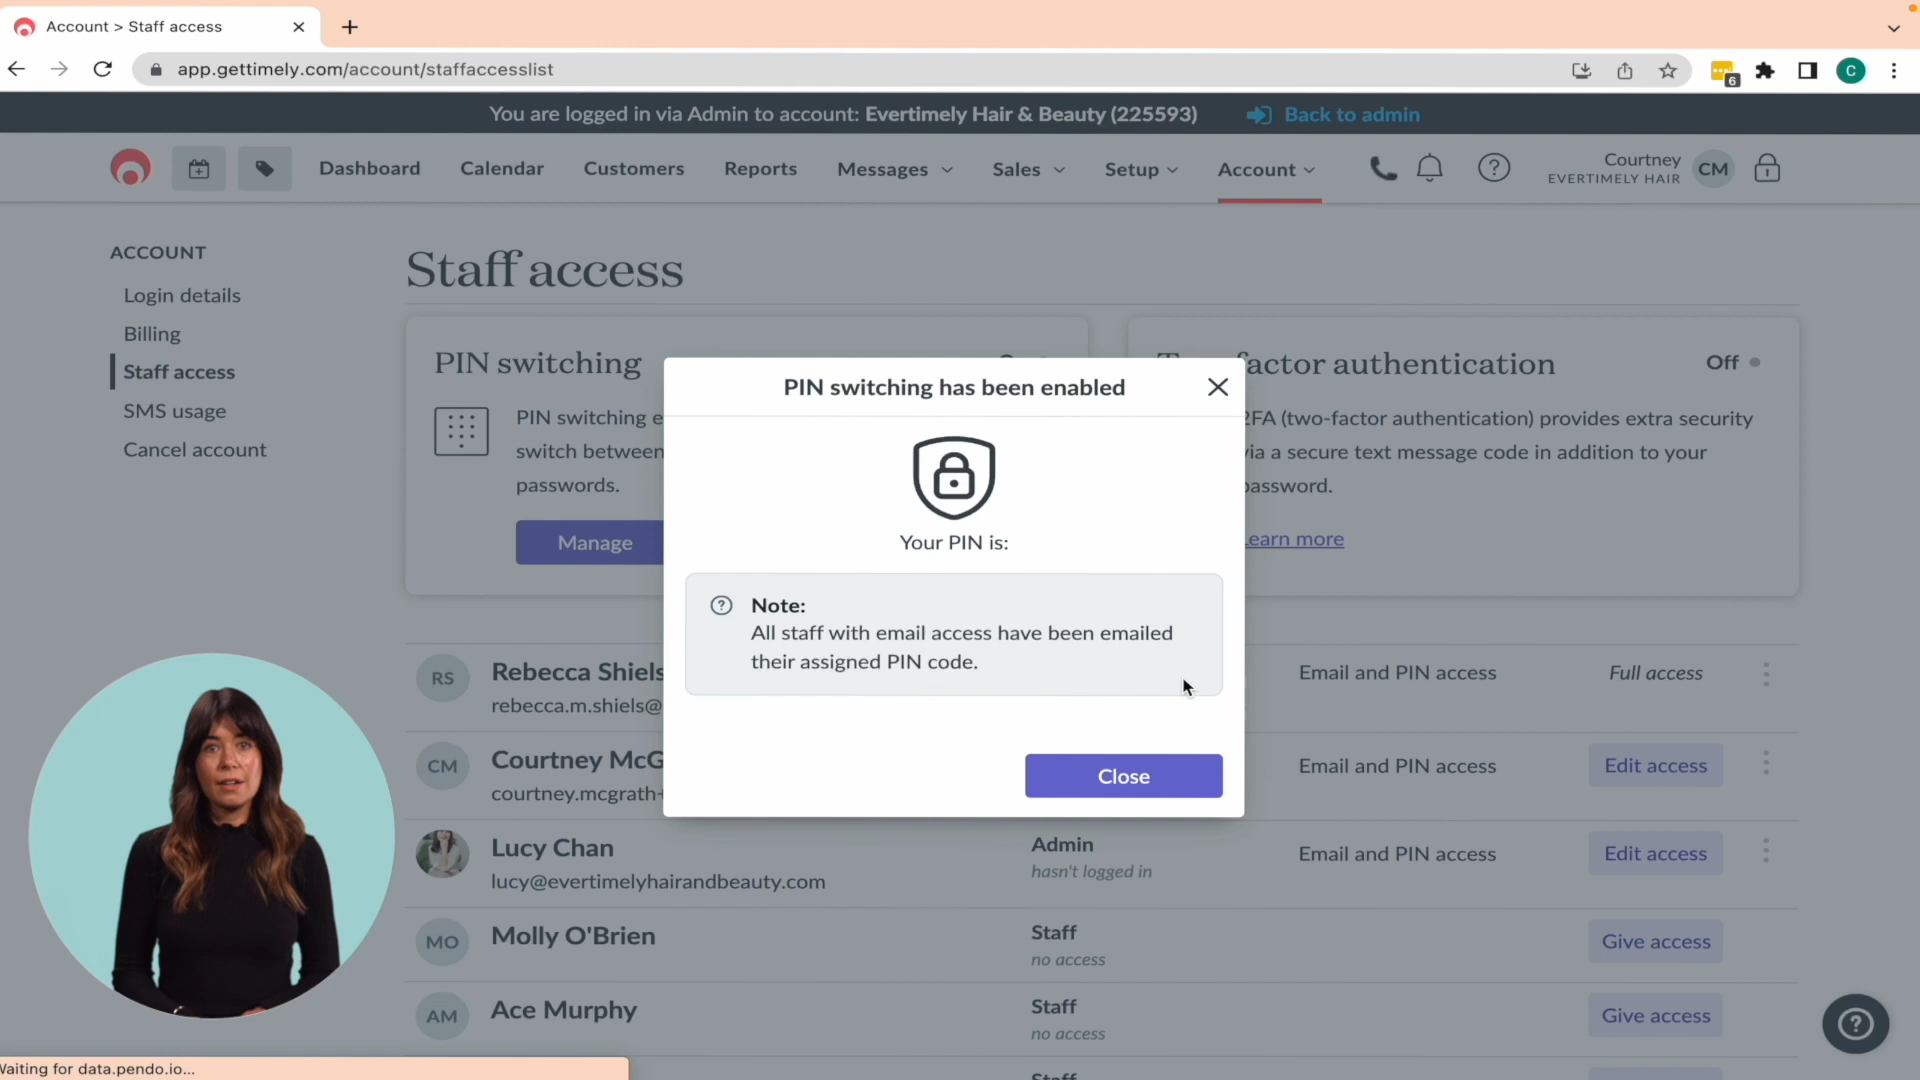 Account > Staff access
app.gettimely.com/account/staffaccesslist
6
C
You are logged in via Admin to account: Evertimely Hair & Beauty (225593)
Back to admin
Dashboard
Calendar
Customers
Reports
Messages
Sales
Setup
Account
Courtney
EVERTIMELY HAIR
CM
ACCOUNT
Login details
Billing
Staff access
SMS usage
Cancel account
Staff access
PIN switching
PIN switching e
switch between
passwords.
Manage
actor authentication
Off
2FA (two-factor authentication) provides extra security
via a secure text message code in addition to your
password.
Learn more
PIN switching has been enabled
Your PIN is:
Note:
All staff with email access have been emailed
their assigned PIN code.
Close
RS
Rebecca Shiels
rebecca.m.shiels@
Email and PIN access
Full access
CM
Courtney McG
courtney.mcgrath+
Email and PIN access
Edit access
Lucy Chan
lucy@evertimelyhairandbeauty.com
Admin
hasn't logged in
Email and PIN access
Edit access
MO
Molly O'Brien
Staff
no access
Give access
AM
Ace Murphy
Staff
no access
Give access
Staff
Waiting for data.pendo.io...